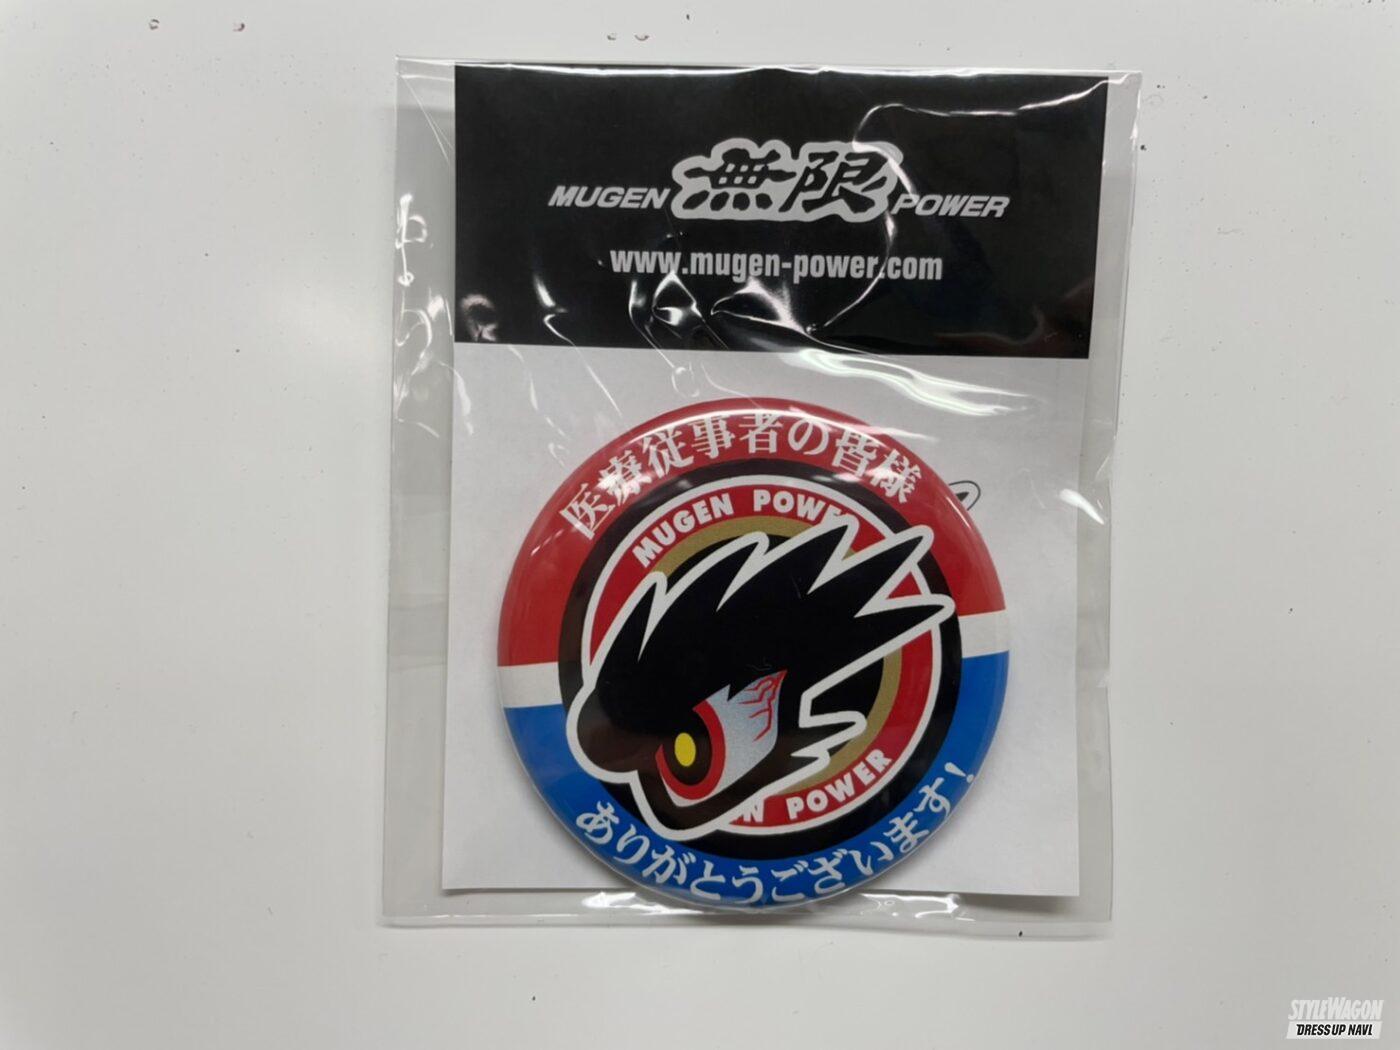 MUGEN 無限 POWER
www.mugen-power.com
医療従事者の皆様
MUGEN POWER
POWER
ありがとうございます!
STYLEWAGON
DRESS UP NAVI